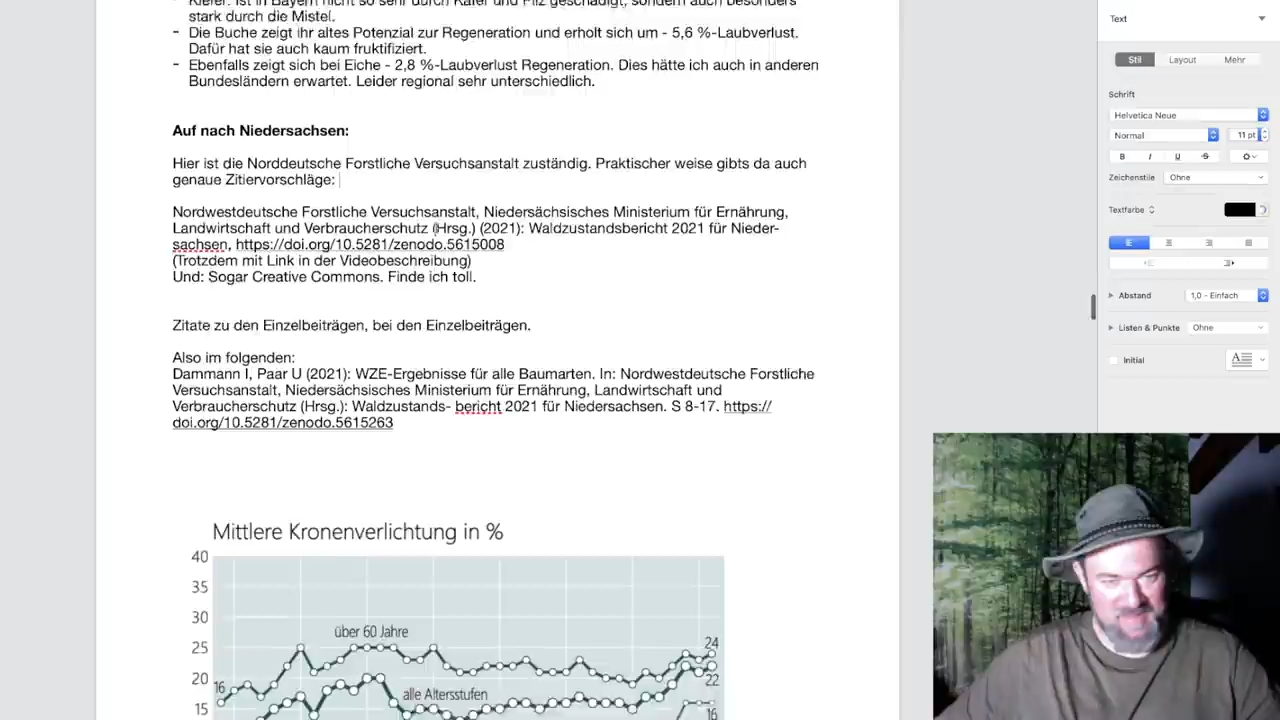 Kiefer: Ist in Bayern nicht so sehr durch Käfer und Pilz geschädigt, sondern auch besonders
stark durch die Mistel.
- Die Buche zeigt ihr altes Potenzial zur Regeneration und erholt sich um - 5,6 %-Laubverlust.
Dafür hat sie auch kaum fruktifiziert.
- Ebenfalls zeigt sich bei Eiche - 2,8 %-Laubverlust Regeneration. Dies hätte ich auch in anderen
Bundesländern erwartet. Leider regional sehr unterschiedlich.
Auf nach Niedersachsen:
Hier ist die Norddeutsche Forstliche Versuchsanstalt zuständig. Praktischer weise gibts da auch
genaue Zitiervorschläge:
Nordwestdeutsche Forstliche Versuchsanstalt, Niedersächsisches Ministerium für Ernährung,
Landwirtschaft und Verbraucherschutz (Hrsg.) (2021): Waldzustandsbericht 2021 für Nieder-
sachsen, https://doi.org/10.5281/zenodo.5615008
(Trotzdem mit Link in der Videobeschreibung)
Und: Sogar Creative Commons. Finde ich toll.
Zitate zu den Einzelbeiträgen, bei den Einzelbeiträgen.
Also im folgenden:
Dammann I, Paar U (2021): WZE-Ergebnisse für alle Baumarten. In: Nordwestdeutsche Forstliche
Versuchsanstalt, Niedersächsisches Ministerium für Ernährung, Landwirtschaft und
Verbraucherschutz (Hrsg.): Waldzustands- bericht 2021 für Niedersachsen. S 8-17. https://
doi.org/10.5281/zenodo.5615263
Mittlere Kronenverlichtung in %
40
35
30
25
20
15
über 60 Jahre
alle Altersstufen
16
24
22
16
Text
Stil Layout Mehr
Schrift
Helvetica Neue
Normal 11 pt
B I U S
Zeichenstile Ohne
Textfarbe
Abstand 1,0 - Einfach
Listen & Punkte Ohne
Initial